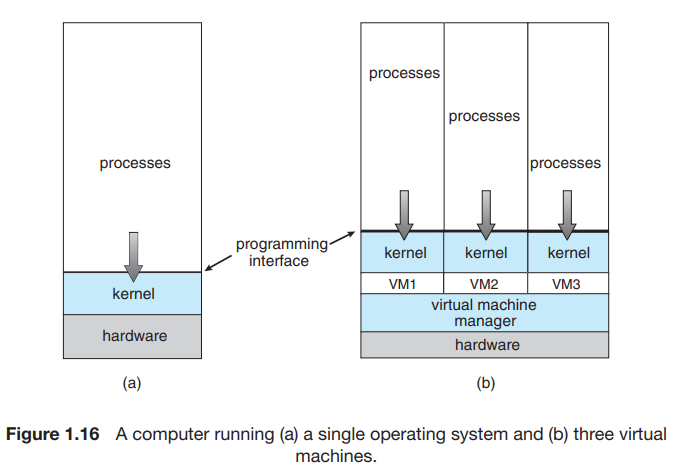 processes
kernel
hardware
(a)
programming
interface
processes
processes
processes
kernel kernel kernel
VM1 VM2 VM3
virtual machine
manager
hardware
(b)
Figure 1.16 A computer running (a) a single operating system and (b) three virtual
machines.